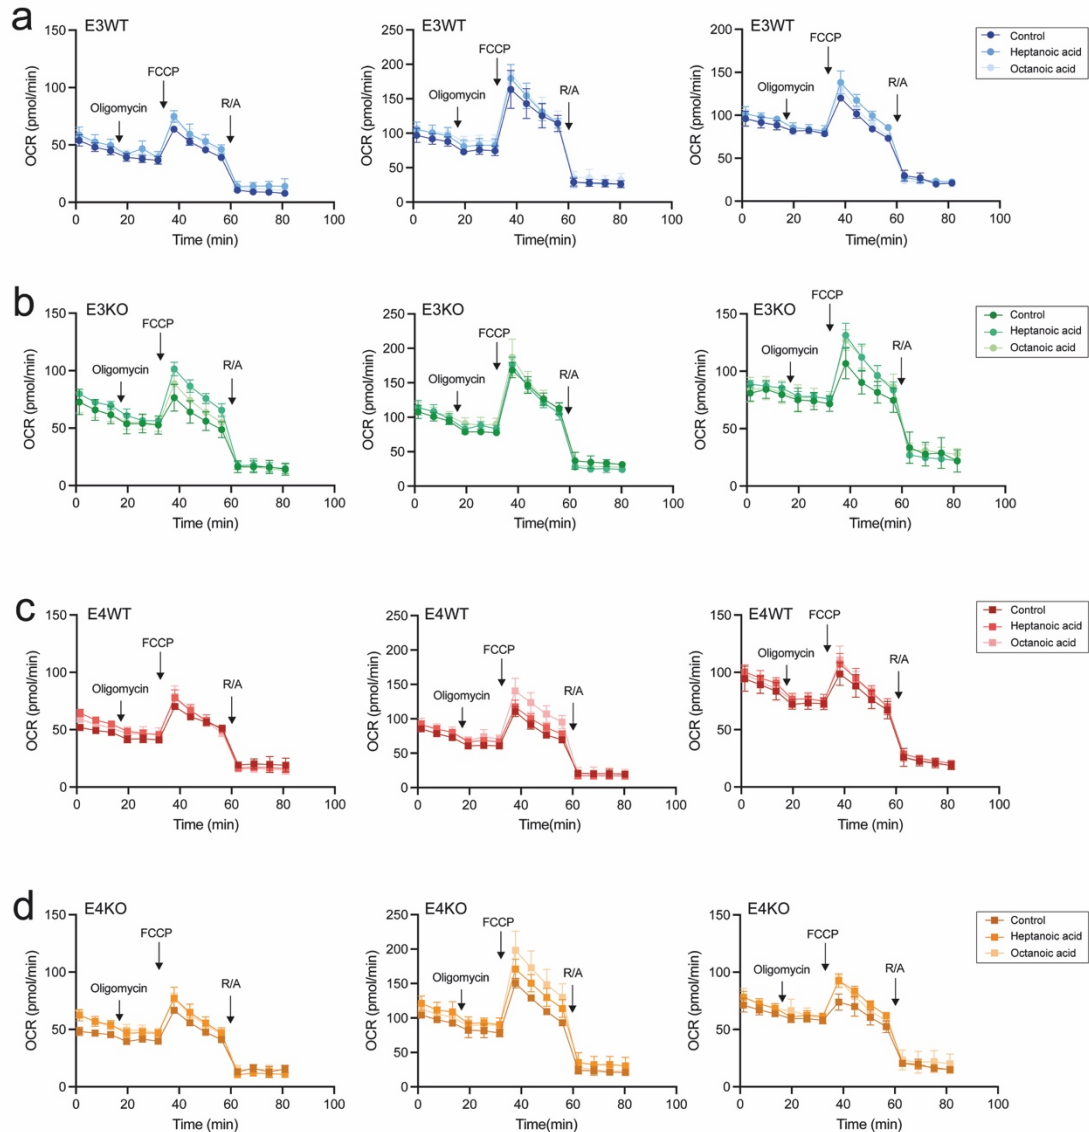 a
E3WT
E3WT
E3WT
OCR (pmol/min)
150
100
50
0
Oligomycin
FCCP
R/A
0 20 40 60 80 100
Time (min)
OCR (pmol/min)
250
200
150
100
50
0
Oligomycin
FCCP
R/A
0 20 40 60 80 100
Time(min)
OCR (pmol/min)
200
150
100
50
0
Oligomycin
FCCP
R/A
0 20 40 60 80 100
Time (min)
Control
Heptanoic acid
Octanoic acid
b
E3KO
E3KO
E3KO
OCR (pmol/min)
150
100
50
0
Oligomycin
FCCP
R/A
0 20 40 60 80 100
Time (min)
OCR (pmol/min)
250
200
150
100
50
0
Oligomycin
FCCP
R/A
0 20 40 60 80 100
Time(min)
OCR (pmol/min)
150
100
50
0
Oligomycin
FCCP
R/A
0 20 40 60 80 100
Time(min)
Control
Heptanoic acid
Octanoic acid
c
E4WT
E4WT
E4WT
OCR (pmol/min)
150
100
50
0
Oligomycin
FCCP
R/A
0 20 40 60 80 100
Time (min)
OCR (pmol/min)
250
200
150
100
50
0
Oligomycin
FCCP
R/A
0 20 40 60 80 100
Time (min)
OCR (pmol/min)
150
100
50
0
Oligomycin
FCCP
R/A
0 20 40 60 80 100
Time (min)
Control
Heptanoic acid
Octanoic acid
d
E4KO
E4KO
E4KO
OCR (pmol/min)
150
100
50
0
Oligomycin
FCCP
R/A
0 20 40 60 80 100
Time (min)
OCR (pmol/min)
250
200
150
100
50
0
Oligomycin
FCCP
R/A
0 20 40 60 80 100
Time (min)
OCR (pmol/min)
150
100
50
0
Oligomycin
FCCP
R/A
0 20 40 60 80 100
Time (min)
Control
Heptanoic acid
Octanoic acid